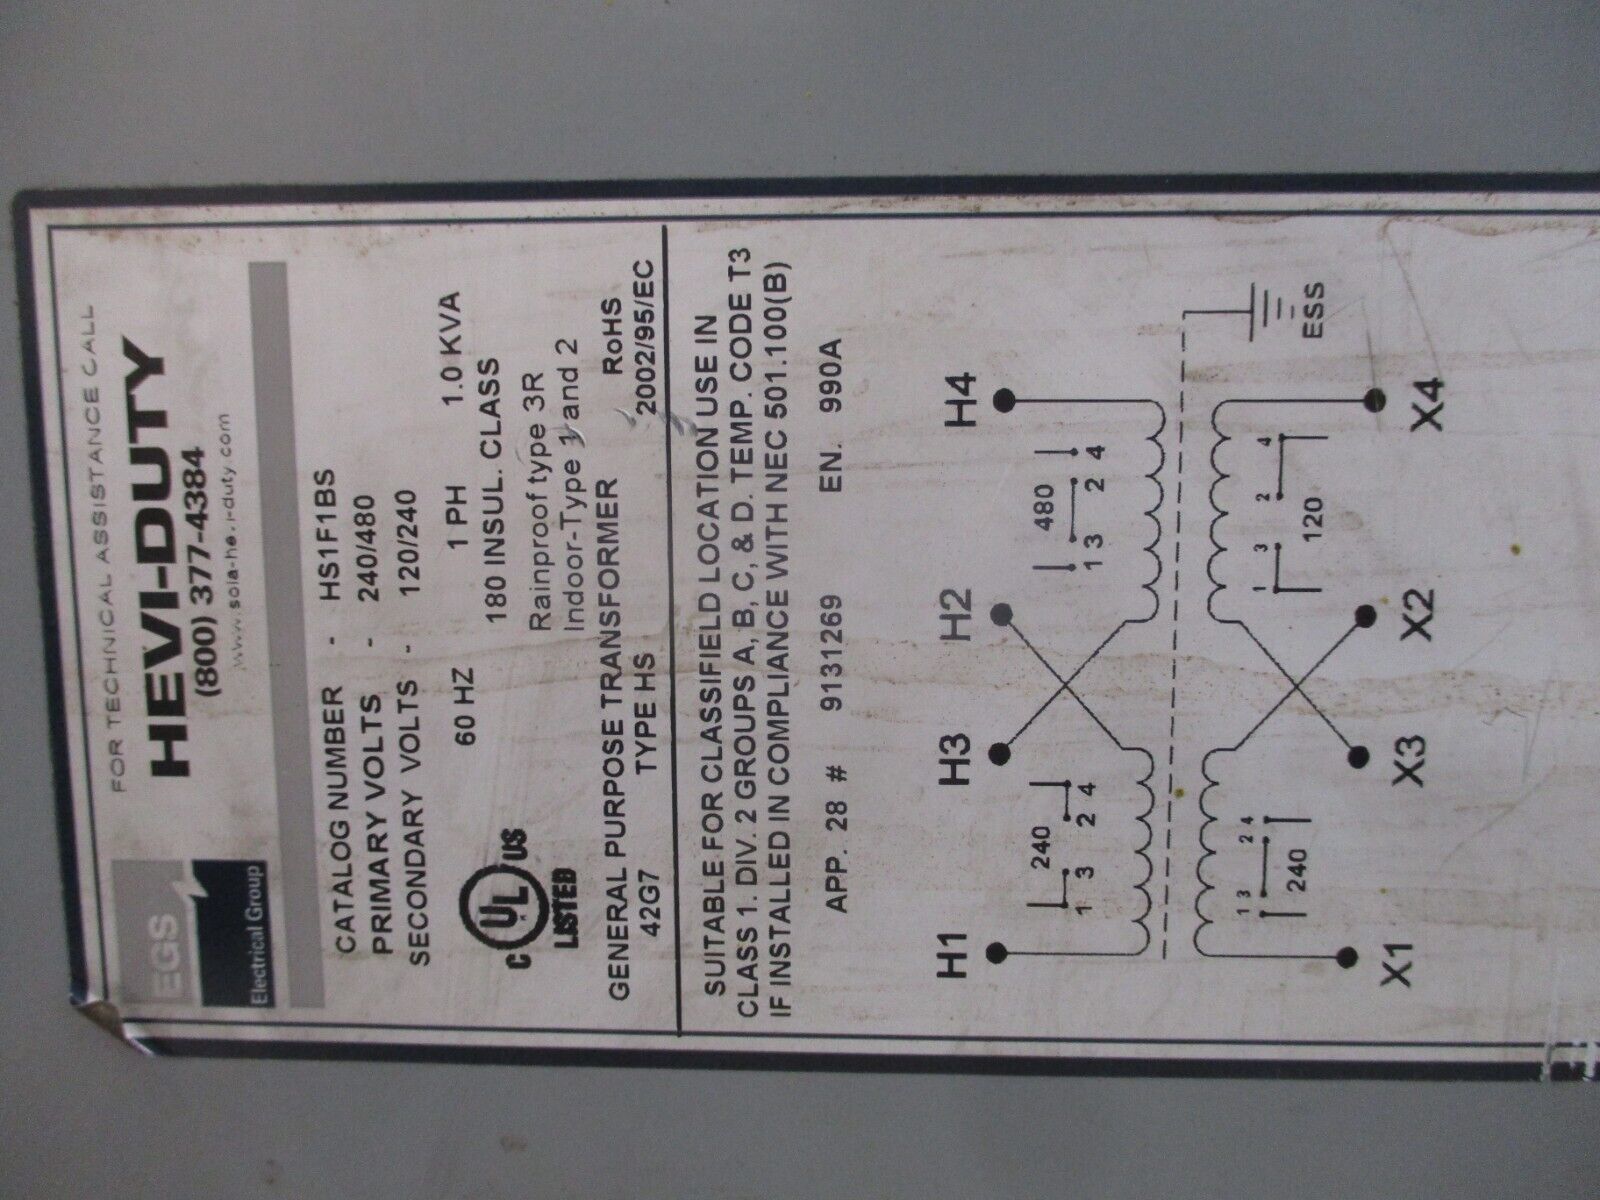 FOR TECHNICAL ASSISTANCE CALL
EGS
Electrical Group
HEVI-DUTY
(800) 377-4384
www.sola-hevi-duty.com
CATALOG NUMBER - HS1F1BS
PRIMARY VOLTS - 240/480
SECONDARY VOLTS - 120/240
60 HZ 1 PH 1.0 KVA
180 INSUL. CLASS
C UL US
LISTED
Rainproof type 3R
Indoor-Type 1 and 2
GENERAL PURPOSE TRANSFORMER RoHS
42G7 TYPE HS 2002/95/EC
SUITABLE FOR CLASSIFIED LOCATION USE IN
CLASS 1. DIV. 2 GROUPS A, B, C, & D. TEMP. CODE T3
IF INSTALLED IN COMPLIANCE WITH NEC 501.100(B)
APP. 28 # 9131269 EN. 990A
H1 H3 H2 H4
240 480
1 3 2 4 1 3 2 4
1 3 2 4 1 3 2 4
240 120
ESS
X1 X3 X2 X4